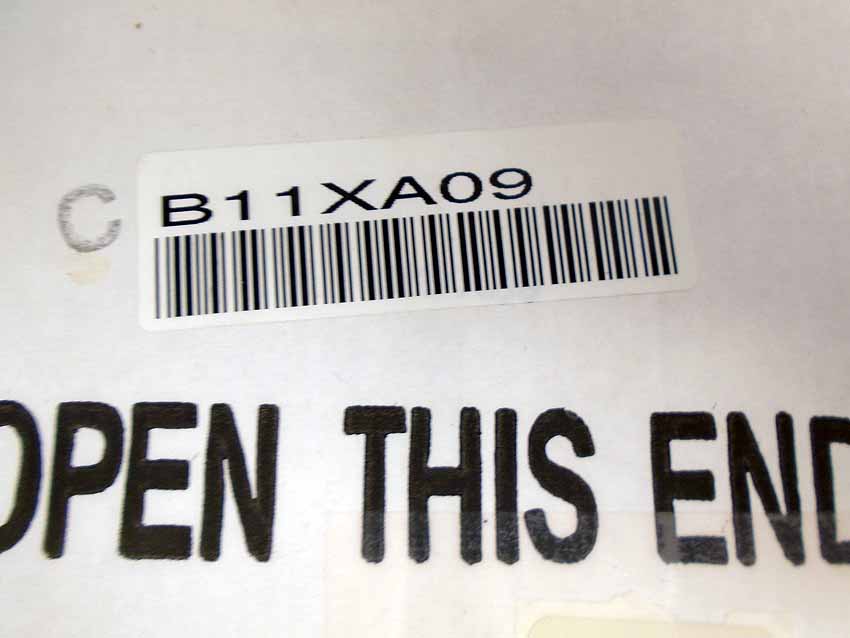 C
B11XA09
OPEN THIS END